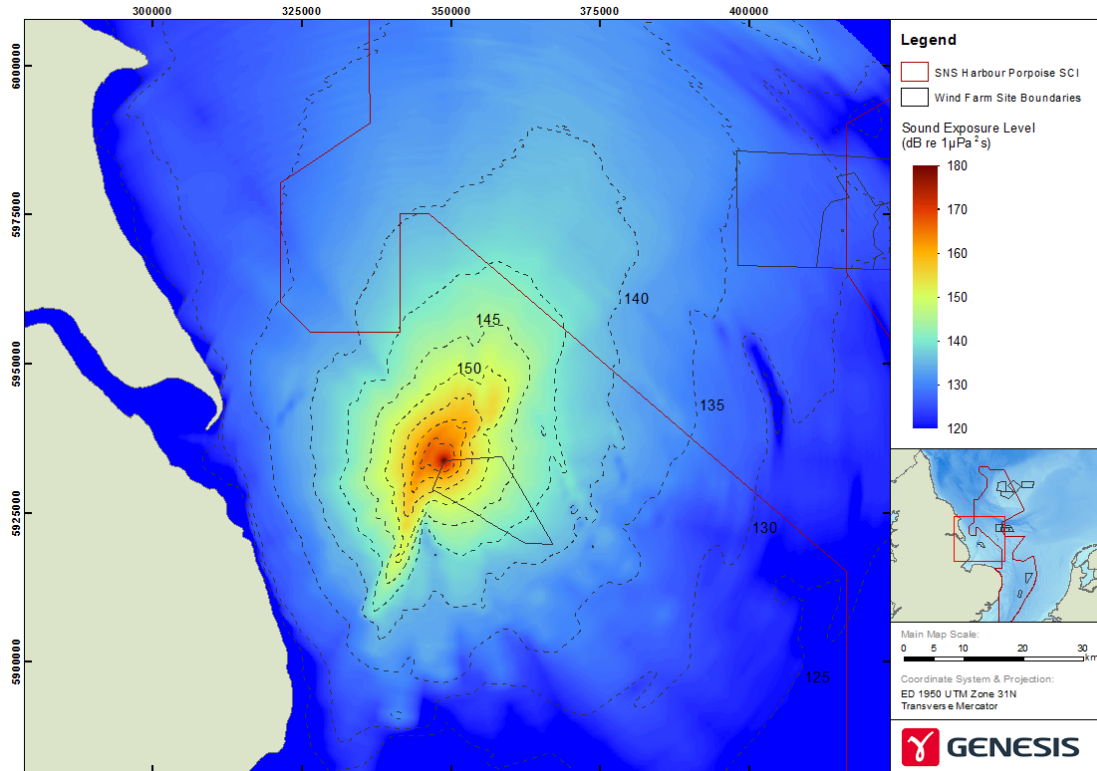 300000
325000
350000
375000
400000
6000000
5975000
5950000
5925000
5900000
140
145
150
135
130
125
Legend
SNS Harbour Porpoise SCI
Wind Farm Site Boundaries
Sound Exposure Level
(dB re 1µPa²s)
180
170
160
150
140
130
120
Main Map Scale:
0 5 10 20 30
km
Coordinate System & Projection:
ED 1950 UTM Zone 31N
Transverse Mercator
GENESIS